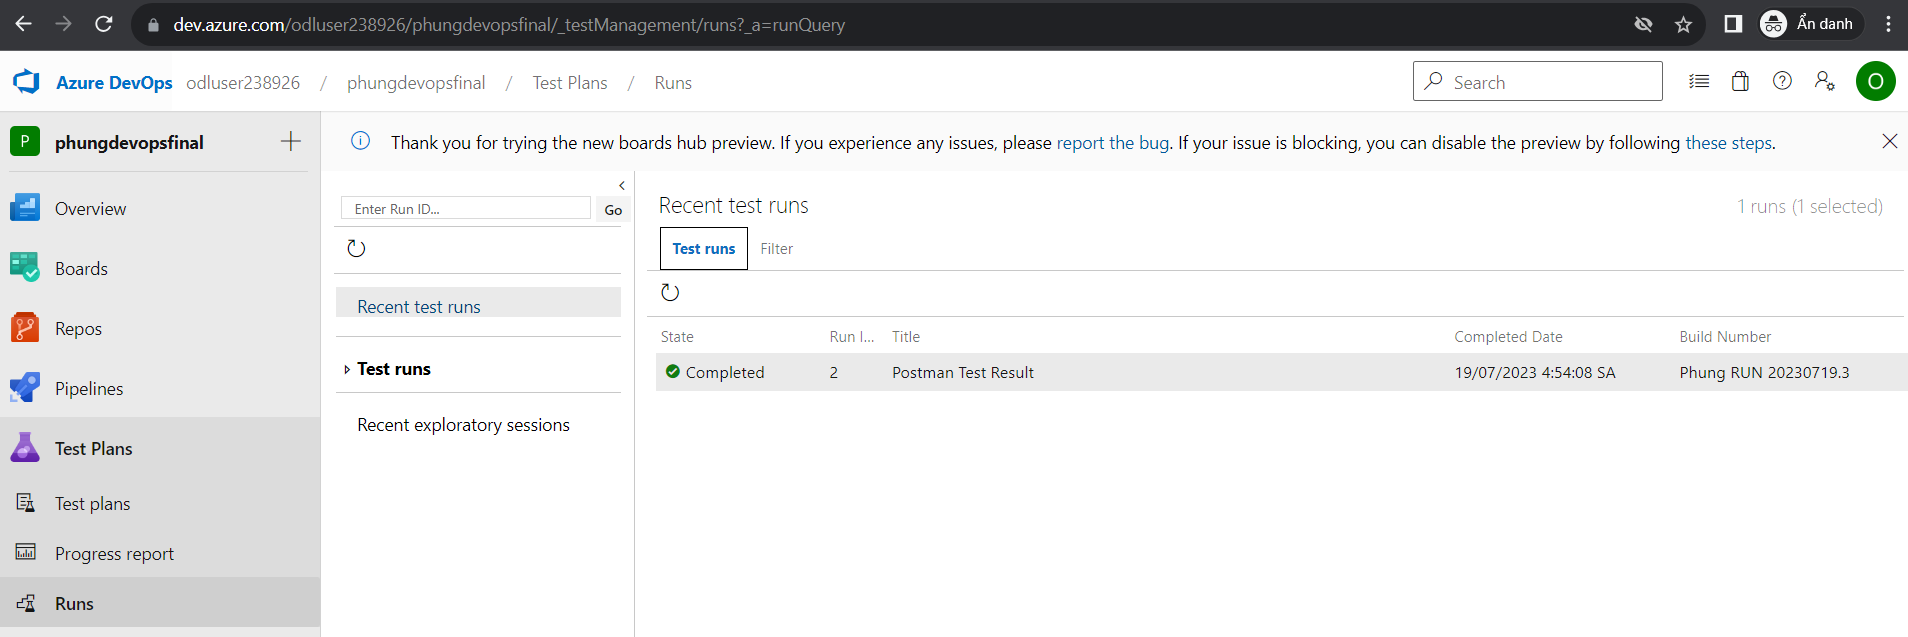 dev.azure.com/odluser238926/phungdevopsfinal/_testManagement/runs?_a=runQuery
Ẩn danh
Azure DevOps odluser238926 / phungdevopsfinal / Test Plans / Runs
Search
O
P phungdevopsfinal
Thank you for trying the new boards hub preview. If you experience any issues, please report the bug. If your issue is blocking, you can disable the preview by following these steps.
Overview
Boards
Repos
Pipelines
Test Plans
Test plans
Progress report
Runs
Enter Run ID... Go
Recent test runs
Test runs
Recent exploratory sessions
Recent test runs
1 runs (1 selected)
Test runs Filter
State Run I... Title Completed Date Build Number
Completed 2 Postman Test Result 19/07/2023 4:54:08 SA Phung RUN 20230719.3